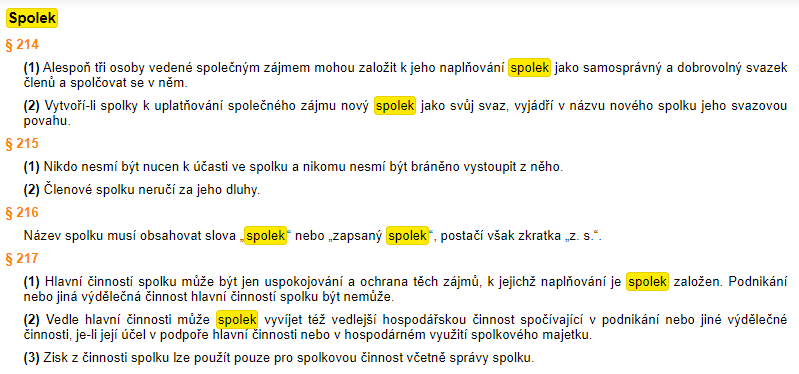 Spolek
§ 214
(1) Alespoň tři osoby vedené společným zájmem mohou založit k jeho naplňování spolek jako samosprávný a dobrovolný svazek
členů a spolčovat se v něm.
(2) Vytvoří-li spolky k uplatňování společného zájmu nový spolek jako svůj svaz, vyjádří v názvu nového spolku jeho svazovou
povahu.
§ 215
(1) Nikdo nesmí být nucen k účasti ve spolku a nikomu nesmí být bráněno vystoupit z něho.
(2) Členové spolku neručí za jeho dluhy.
§ 216
Název spolku musí obsahovat slova „spolek“ nebo „zapsaný spolek“, postačí však zkratka „z. s.“.
§ 217
(1) Hlavní činností spolku může být jen uspokojování a ochrana těch zájmů, k jejichž naplňování je spolek založen. Podnikání
nebo jiná výdělečná činnost hlavní činností spolku být nemůže.
(2) Vedle hlavní činnosti může spolek vyvíjet též vedlejší hospodářskou činnost spočívající v podnikání nebo jiné výdělečné
činnosti, je-li její účel v podpoře hlavní činnosti nebo v hospodárném využití spolkového majetku.
(3) Zisk z činnosti spolku lze použít pouze pro spolkovou činnost včetně správy spolku.